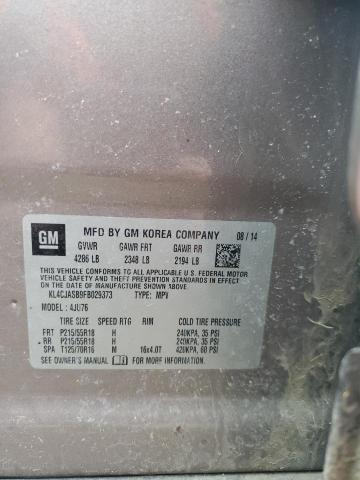 GM
MFD BY GM KOREA COMPANY 08/14
GVWR GAWR FRT GAWR RR
4286 LB 2348 LB 2194 LB
THIS VEHICLE CONFORMS TO ALL APPLICABLE U.S. FEDERAL MOTOR
VEHICLE SAFETY AND THEFT PREVENTION STANDARDS IN EFFECT
ON THE DATE OF MANUFACTURE SHOWN ABOVE.
KL4CJASB9FB029373 TYPE: MPV
MODEL: 4JU76
TIRE SIZE SPEED RTG RIM COLD TIRE PRESSURE
FRT P215/55R18 H 240KPA, 35 PSI
RR P215/55R18 H 240KPA, 35 PSI
SPA T125/70R16 M 16x4.0T 420KPA, 60 PSI
SEE OWNER'S MANUAL FOR MORE INFORMATION.